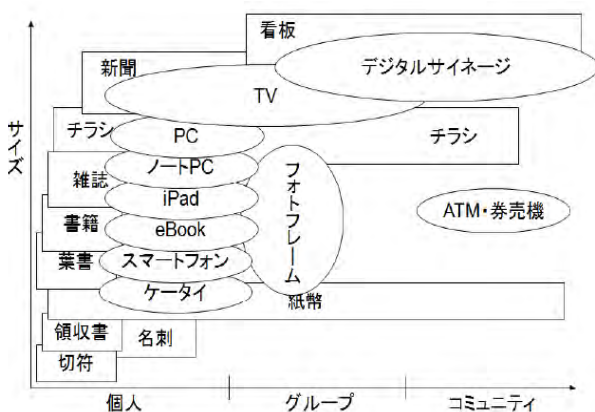 看板
新聞
デジタルサイネージ
TV
チラシ
PC
チラシ
ノートPC
雑誌
iPad
フォトフレーム
書籍
eBook
ATM・券売機
葉書
スマートフォン
ケータイ
紙幣
領収書
名刺
切符
サイズ
個人
グループ
コミュニティ